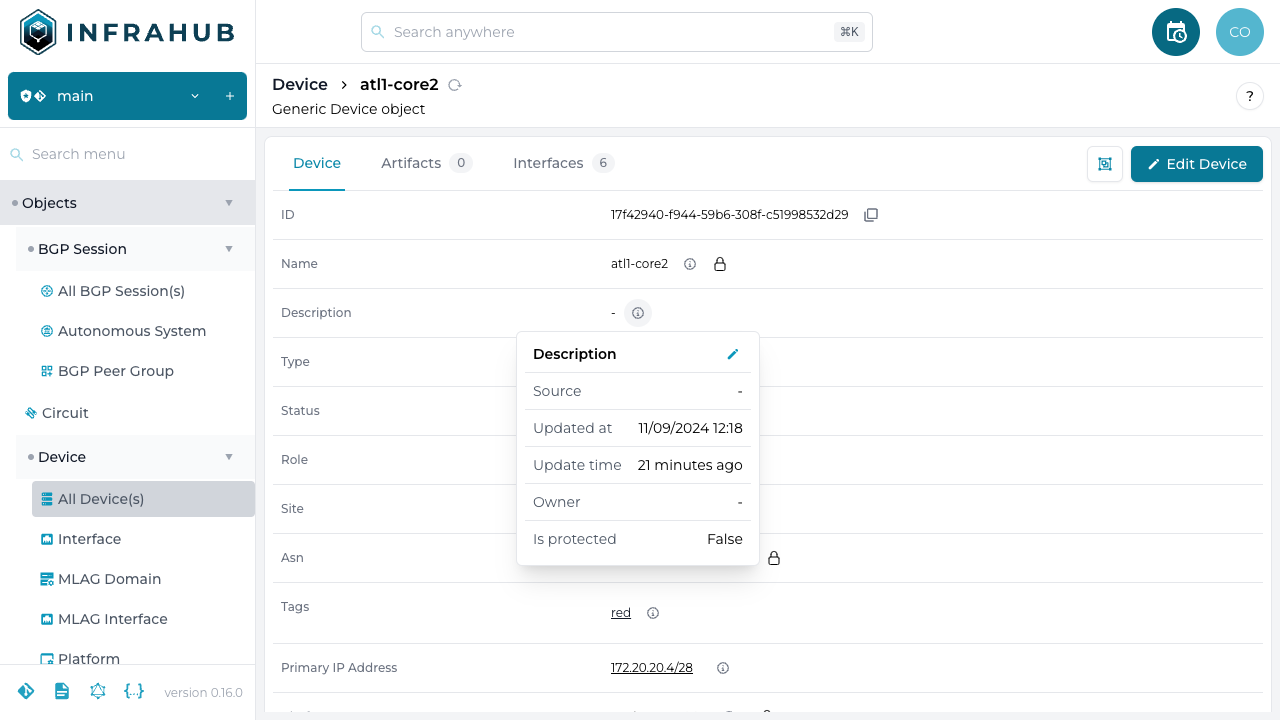 INFRAHUB
Search anywhere
⌘K
CO
main
+
Device > atl1-core2
Generic Device object
?
Search menu
Objects
BGP Session
All BGP Session(s)
Autonomous System
BGP Peer Group
Circuit
Device
All Device(s)
Interface
MLAG Domain
MLAG Interface
Platform
version 0.16.0
Device
Artifacts 0
Interfaces 6
Edit Device
ID 17f42940-f944-59b6-308f-c51998532d29
Name atl1-core2
Description -
Type
Status
Role
Site
Asn
Description
Source -
Updated at 11/09/2024 12:18
Update time 21 minutes ago
Owner -
Is protected False
Tags red
Primary IP Address 172.20.20.4/28